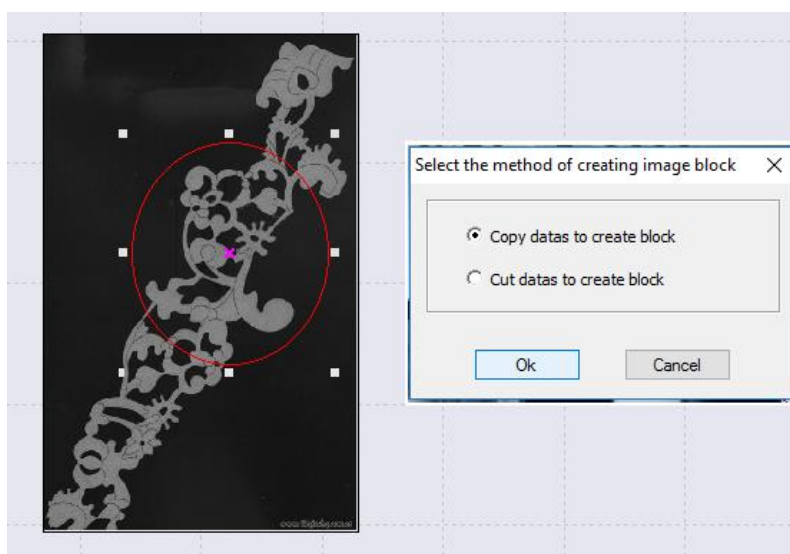 Select the method of creating image block
Copy datas to create block
Cut datas to create block
Ok
Cancel